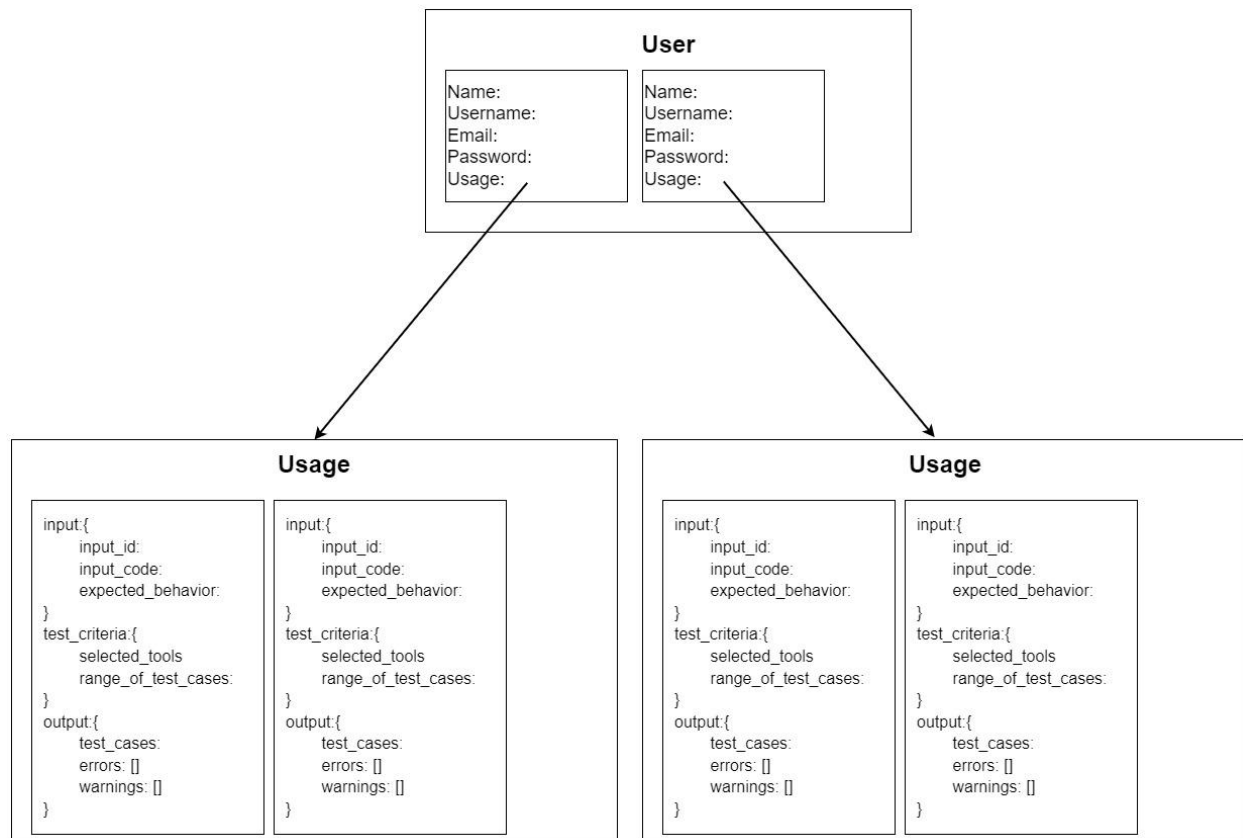 User
Name:
Username:
Email:
Password:
Usage:
Name:
Username:
Email:
Password:
Usage:
Usage
input:{
input_id:
input_code:
expected_behavior:
}
test_criteria:{
selected_tools
range_of_test_cases:
}
output:{
test_cases:
errors: []
warnings: []
}
input:{
input_id:
input_code:
expected_behavior:
}
test_criteria:{
selected_tools
range_of_test_cases:
}
output:{
test_cases:
errors: []
warnings: []
}
Usage
input:{
input_id:
input_code:
expected_behavior:
}
test_criteria:{
selected_tools
range_of_test_cases:
}
output:{
test_cases:
errors: []
warnings: []
}
input:{
input_id:
input_code:
expected_behavior:
}
test_criteria:{
selected_tools
range_of_test_cases:
}
output:{
test_cases:
errors: []
warnings: []
}